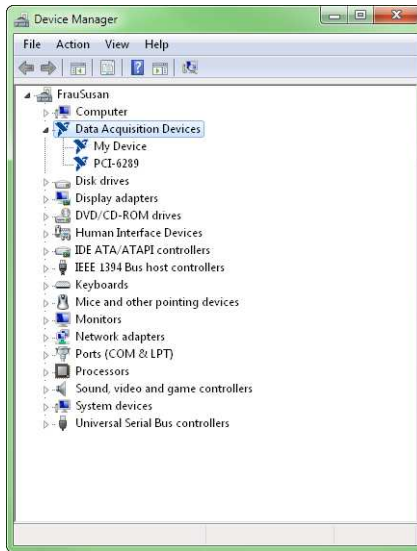 Device Manager
File Action View Help
FrauSusan
Computer
Data Acquisition Devices
My Device
PCI-6289
Disk drives
Display adapters
DVD/CD-ROM drives
Human Interface Devices
IDE ATA/ATAPI controllers
IEEE 1394 Bus host controllers
Keyboards
Mice and other pointing devices
Monitors
Network adapters
Ports (COM & LPT)
Processors
Sound, video and game controllers
System devices
Universal Serial Bus controllers